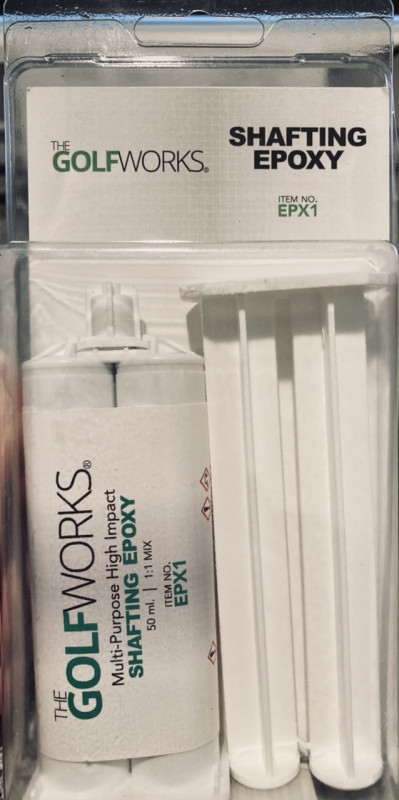 THE
GOLFWORKS®
SHAFTING
EPOXY
ITEM NO.
EPX1
THE
GOLFWORKS®
Multi-Purpose High Impact
SHAFTING EPOXY
50 ml. | 1:1 MIX
ITEM NO.
EPX1